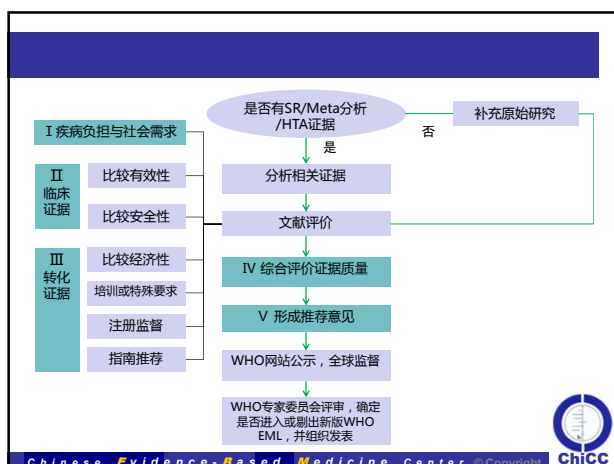 是否有SR/Meta分析
/HTA证据
否
补充原始研究
是
Ⅰ疾病负担与社会需求
Ⅱ
临床
证据
比较有效性
比较安全性
分析相关证据
文献评价
Ⅲ
转化
证据
比较经济性
培训或特殊要求
注册监督
指南推荐
Ⅳ 综合评价证据质量
Ⅴ 形成推荐意见
WHO网站公示，全球监督
WHO专家委员会评审，确定
是否进入或剔出新版WHO
EML，并组织发表
Chinese Evidence-Based Medicine Center ©Copyright
ChiCC